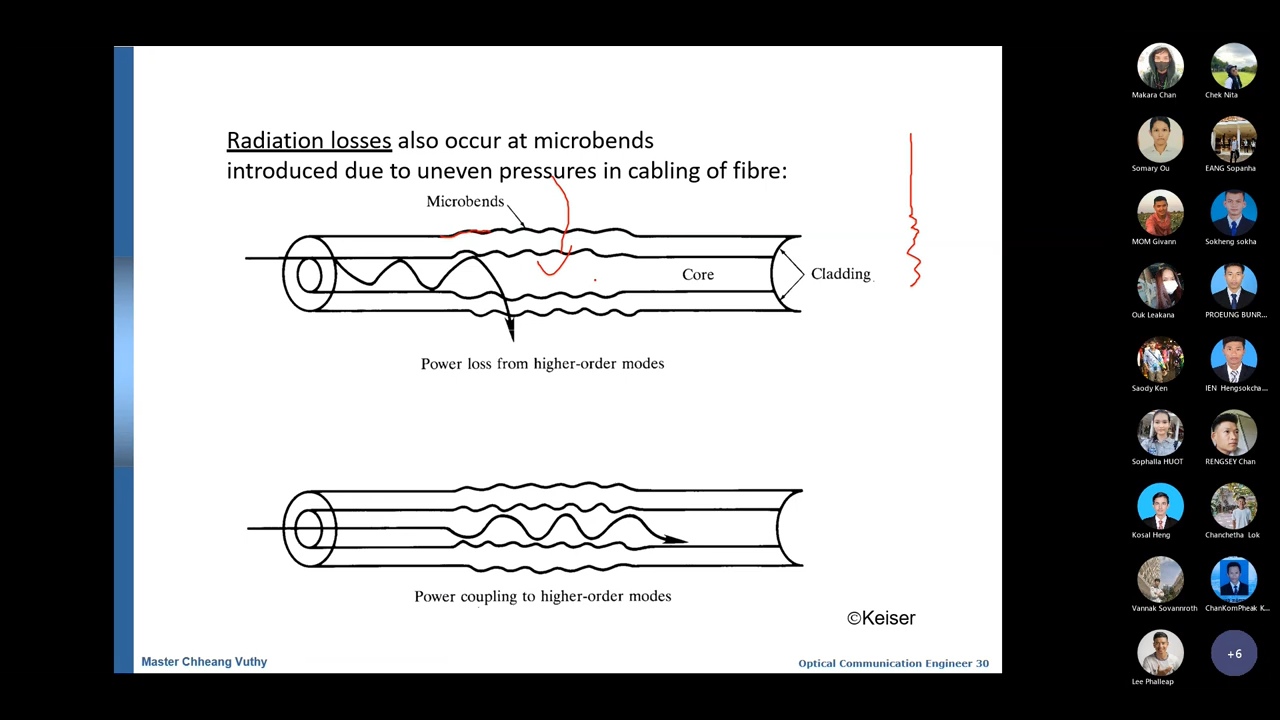 Radiation losses also occur at microbends
introduced due to uneven pressures in cabling of fibre:
Microbends
Core
Cladding
Power loss from higher-order modes
Power coupling to higher-order modes
©Keiser
Master Chheang Vuthy
Optical Communication Engineer 30
Makara Chan
Chek Nita
Somary Ou
EANG Sopanha
MOM Givann
Sokheng sokha
Ouk Leakana
PROEUNG BUNR...
Saody Ken
IEN Hengsokcha...
Sophalla HUOT
RENGSEY Chan
Kosal Heng
Chanchetha Lok
Vannak Sovannroth
ChanKomPheak K...
Lee Phalleap
+6